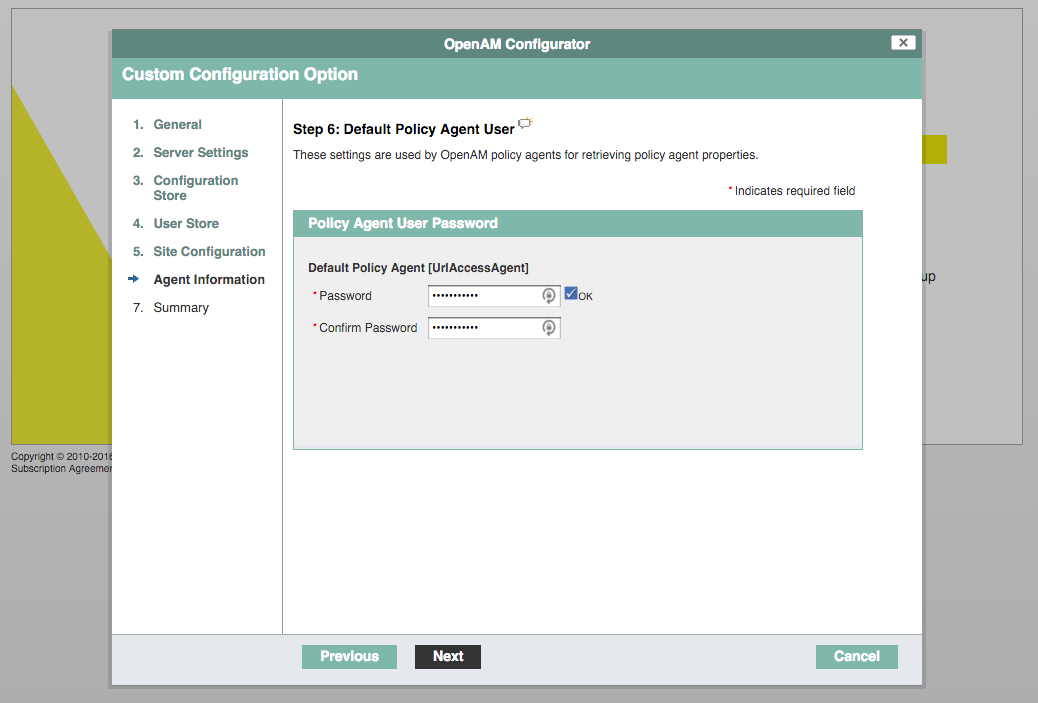 OpenAM Configurator
Custom Configuration Option
1. General
2. Server Settings
3. Configuration
Store
4. User Store
5. Site Configuration
Agent Information
7. Summary
Step 6: Default Policy Agent User
These settings are used by OpenAM policy agents for retrieving policy agent properties.
* Indicates required field
Policy Agent User Password
Default Policy Agent [UrlAccessAgent]
* Password ••••••••••• OK
* Confirm Password •••••••••••
up
Copyright © 2010-2016
Subscription Agreemen
Previous Next Cancel